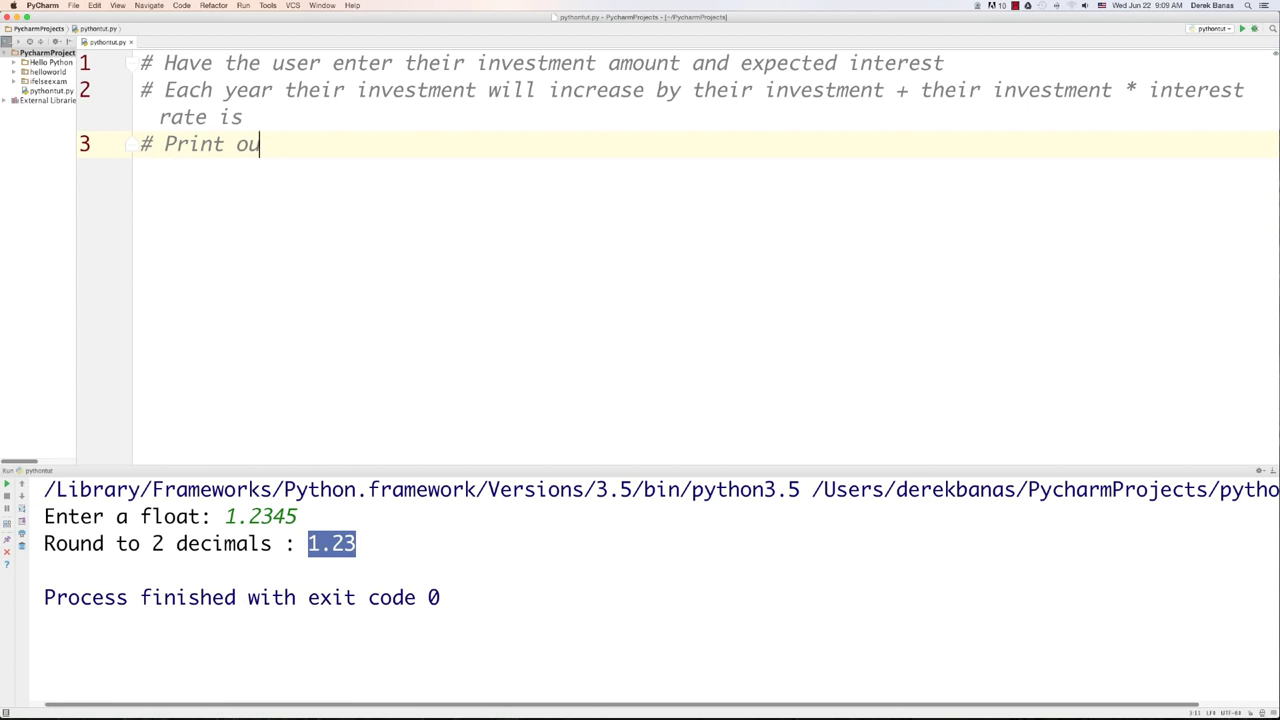 PyCharm File Edit View Navigate Code Refactor Run Tools VCS Window Help 10 Wed Jun 22 9:09 AM Derek Banas
pythontut.py - PycharmProjects - [~/PycharmProjects]
PycharmProjects pythontut.py pythontut
pythontut.py
PycharmProject
Hello Python
helloworld
ifelseexam
pythontut.py
External Librarie
1 # Have the user enter their investment amount and expected interest
2 # Each year their investment will increase by their investment + their investment * interest
rate is
3 # Print ou
Run pythontut
/Library/Frameworks/Python.framework/Versions/3.5/bin/python3.5 /Users/derekbanas/PycharmProjects/pytho
Enter a float: 1.2345
Round to 2 decimals : 1.23
Process finished with exit code 0
3:11 LF UTF-8